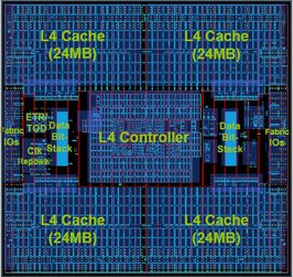 L4 Cache
(24MB)
L4 Cache
(24MB)
ETR/
TOD
Data
Bit-
Stack
Fabric
IOs
Clk
Repowr
L4 Controller
Data
Bit-
Stack
Fabric
IOs
L4 Cache
(24MB)
L4 Cache
(24MB)